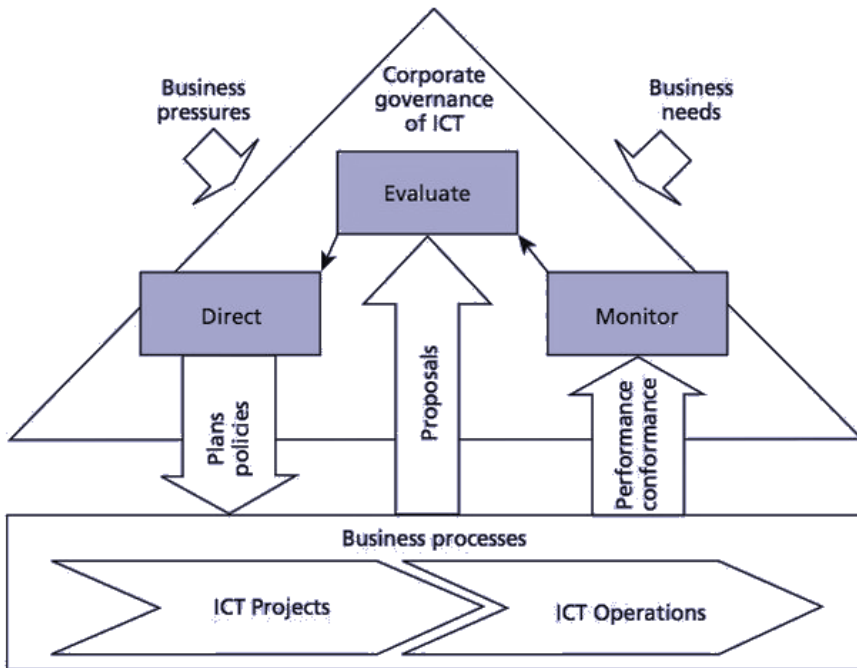 Business
pressures
Corporate
governance
of ICT
Business
needs
Evaluate
Direct
Monitor
Plans
policies
Proposals
Performance
conformance
Business processes
ICT Projects
ICT Operations